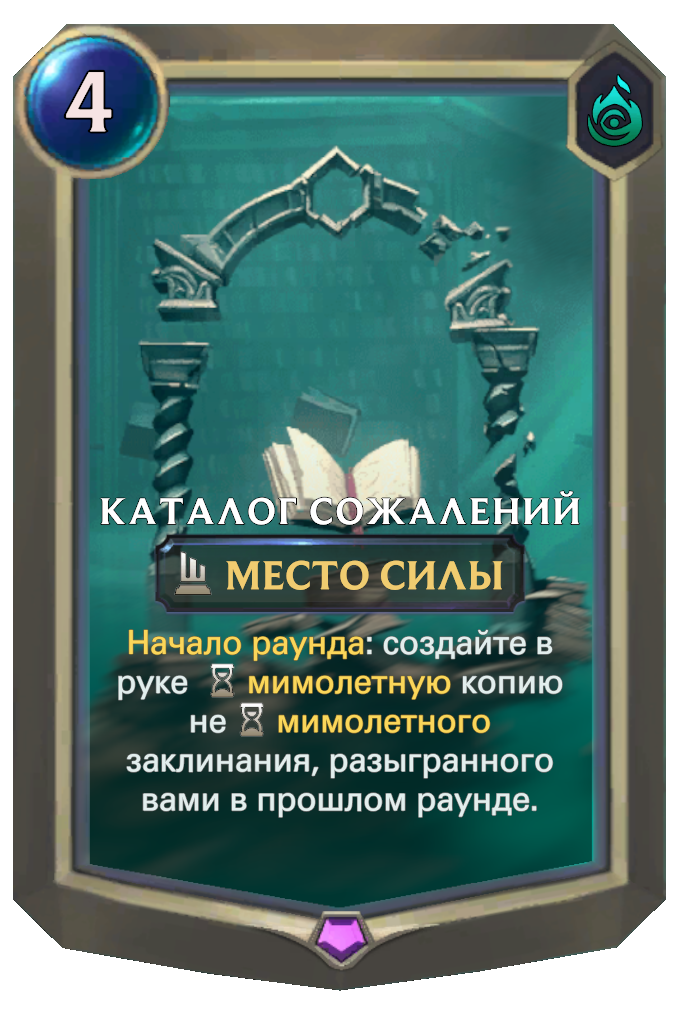 4
КАТАЛОГ СОЖАЛЕНИЙ
МЕСТО СИЛЫ
Начало раунда: создайте в
руке мимолетную копию
не мимолетного
заклинания, разыгранного
вами в прошлом раунде.